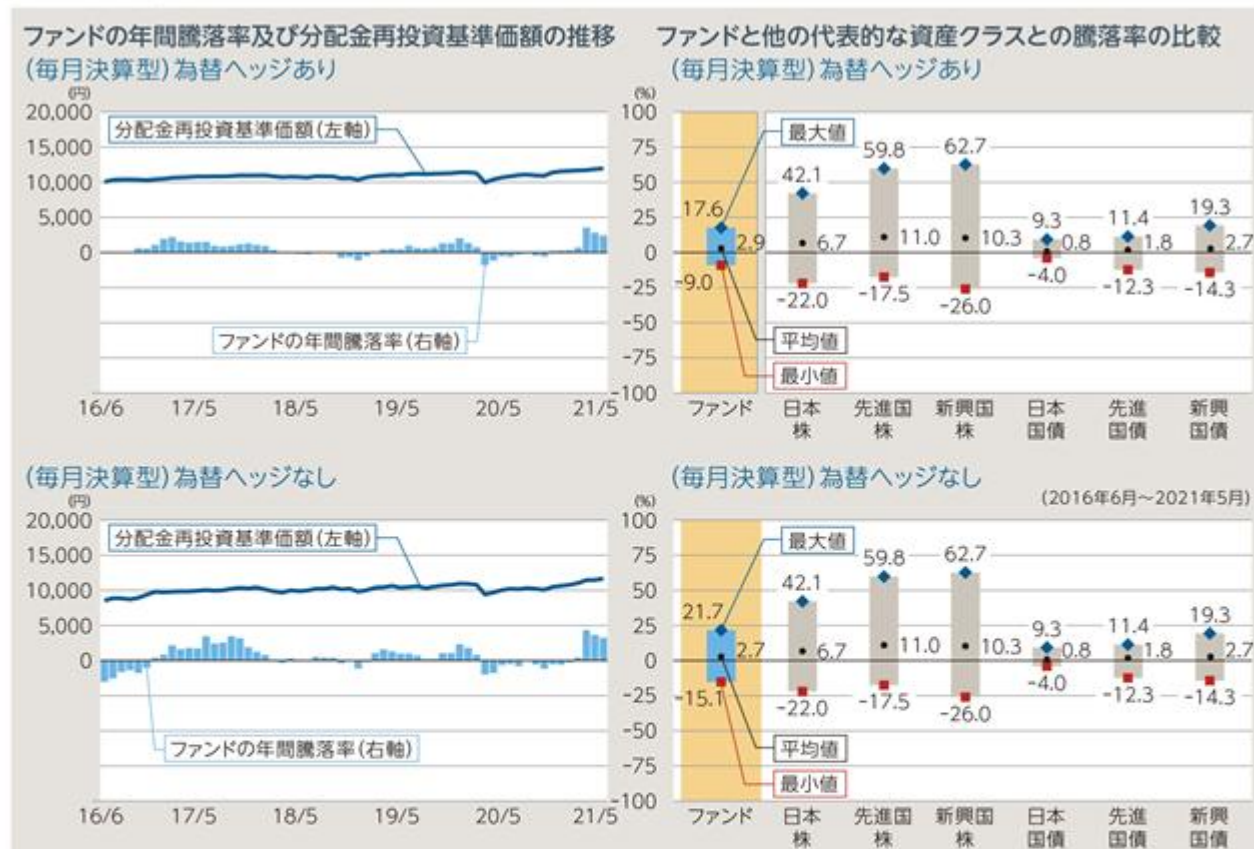 ファンドの年間騰落率及び分配金再投資基準価額の推移
(毎月決算型)為替ヘッジあり
(円)
20,000
15,000
10,000
5,000
0
分配金再投資基準価額(左軸)
ファンドの年間騰落率(右軸)
16/6 17/5 18/5 19/5 20/5 21/5
ファンドと他の代表的な資産クラスとの騰落率の比較
(毎月決算型)為替ヘッジあり
(%)
100
75
50
25
0
-25
-50
-75
-100
最大値
平均値
最小値
17.6 42.1 59.8 62.7 9.3 11.4 19.3
2.9 6.7 11.0 10.3 0.8 1.8 2.7
-9.0 -22.0 -17.5 -26.0 -4.0 -12.3 -14.3
ファンド 日本 先進国 新興国 日本 先進 新興
株 株 株 国債 国債 国債
(毎月決算型)為替ヘッジなし
(円)
20,000
15,000
10,000
5,000
0
分配金再投資基準価額(左軸)
ファンドの年間騰落率(右軸)
16/6 17/5 18/5 19/5 20/5 21/5
(毎月決算型)為替ヘッジなし
(2016年6月~2021年5月)
(%)
100
75
50
25
0
-25
-50
-75
-100
最大値
平均値
最小値
21.7 42.1 59.8 62.7 9.3 11.4 19.3
2.7 6.7 11.0 10.3 0.8 1.8 2.7
-15.1 -22.0 -17.5 -26.0 -4.0 -12.3 -14.3
ファンド 日本 先進国 新興国 日本 先進 新興
株 株 株 国債 国債 国債